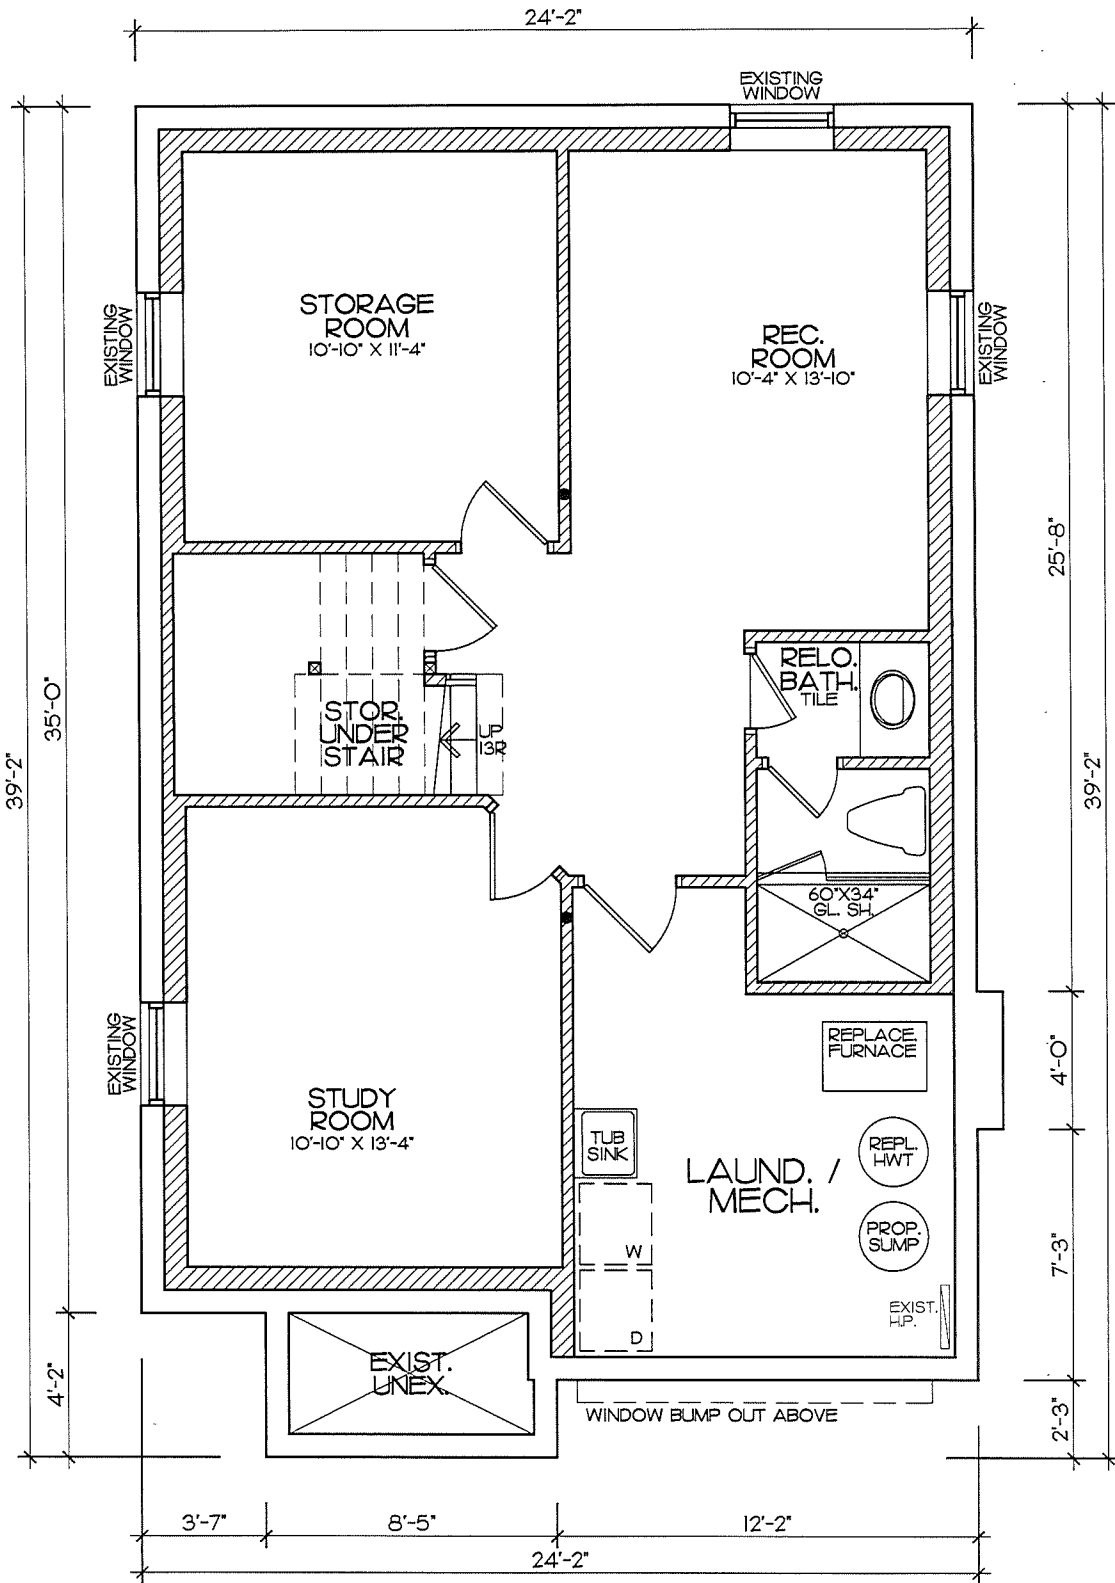 24'-2"
EXISTING
WINDOW
STORAGE
ROOM
10'-10" X 11'-4"
REC.
ROOM
10'-4" X 13'-10"
EXISTING
WINDOW
EXISTING
WINDOW
25'-8"
35'-0"
39'-2"
39'-2"
RELO.
BATH.
TILE
STOR.
UNDER
STAIR
UP
13R
60"X34"
GL. SH.
EXISTING
WINDOW
REPLACE.
FURNACE
4'-0"
STUDY
ROOM
10'-10" X 13'-4"
TUB
SINK
LAUND. /
MECH.
REPL.
HWT
PROP.
SUMP
W
D
7'-3"
EXIST.
H.P.
EXIST.
UNEX.
4'-2"
WINDOW BUMP OUT ABOVE
2'-3"
3'-7"
8'-5"
12'-2"
24'-2"